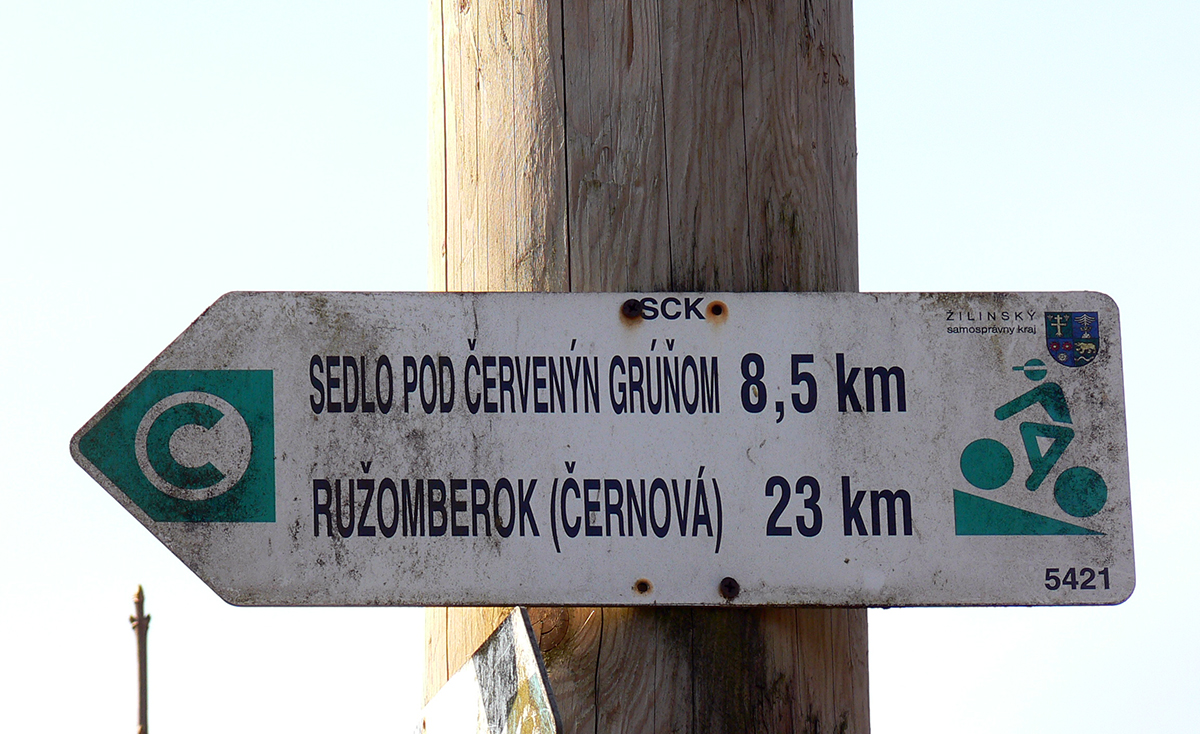 SCK
ŽILINSKÝ
samosprávny kraj
SEDLO POD ČERVENÝN GRÚŇOM 8,5 km
C
RUŽOMBEROK (ČERNOVÁ) 23 km
5421